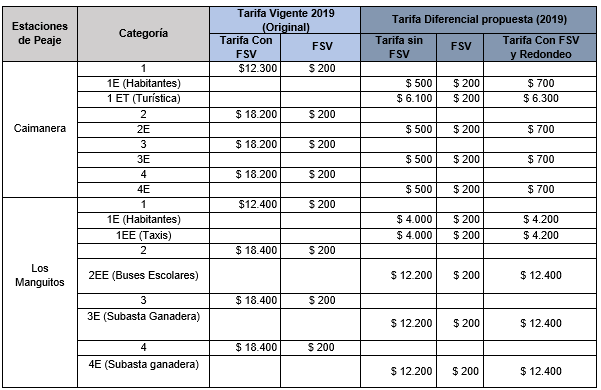 Estaciones de Peaje | Categoría | Tarifa Vigente 2019 (Original) | Tarifa Diferencial propuesta (2019)
Tarifa Con FSV | FSV | Tarifa sin FSV | FSV | Tarifa Con FSV y Redondeo
Caimanera
1 | $12.300 | $ 200
1E (Habitantes) | $ 500 | $ 200 | $ 700
1 ET (Turística) | $ 6.100 | $ 200 | $ 6.300
2 | $ 18.200 | $ 200
2E | $ 500 | $ 200 | $ 700
3 | $ 18.200 | $ 200
3E | $ 500 | $ 200 | $ 700
4 | $ 18.200 | $ 200
4E | $ 500 | $ 200 | $ 700
Los Manguitos
1 | $12.400 | $ 200
1E (Habitantes) | $ 4.000 | $ 200 | $ 4.200
1EE (Taxis) | $ 4.000 | $ 200 | $ 4.200
2 | $ 18.400 | $ 200
2EE (Buses Escolares) | $ 12.200 | $ 200 | $ 12.400
3 | $ 18.400 | $ 200
3E (Subasta Ganadera) | $ 12.200 | $ 200 | $ 12.400
4 | $ 18.400 | $ 200
4E (Subasta ganadera) | $ 12.200 | $ 200 | $ 12.400